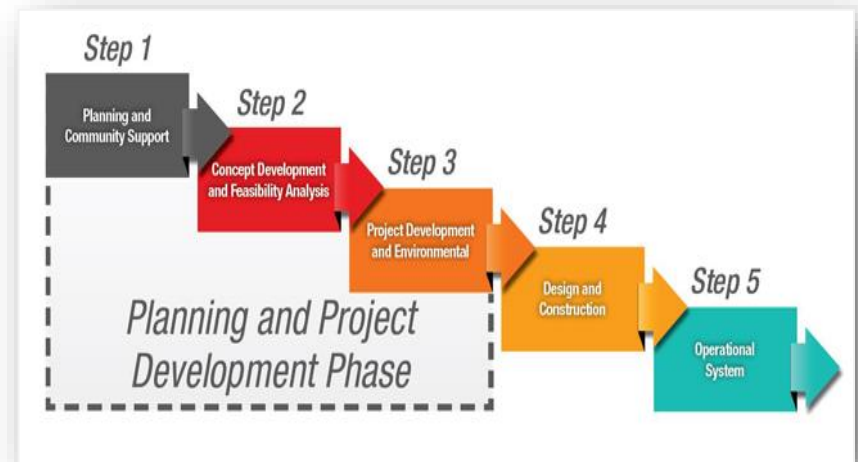 Step 1
Planning and
Community Support
Step 2
Concept Development
and Feasibility Analysis
Step 3
Project Development
and Environmental
Step 4
Design and
Construction
Step 5
Operational
System
Planning and Project
Development Phase